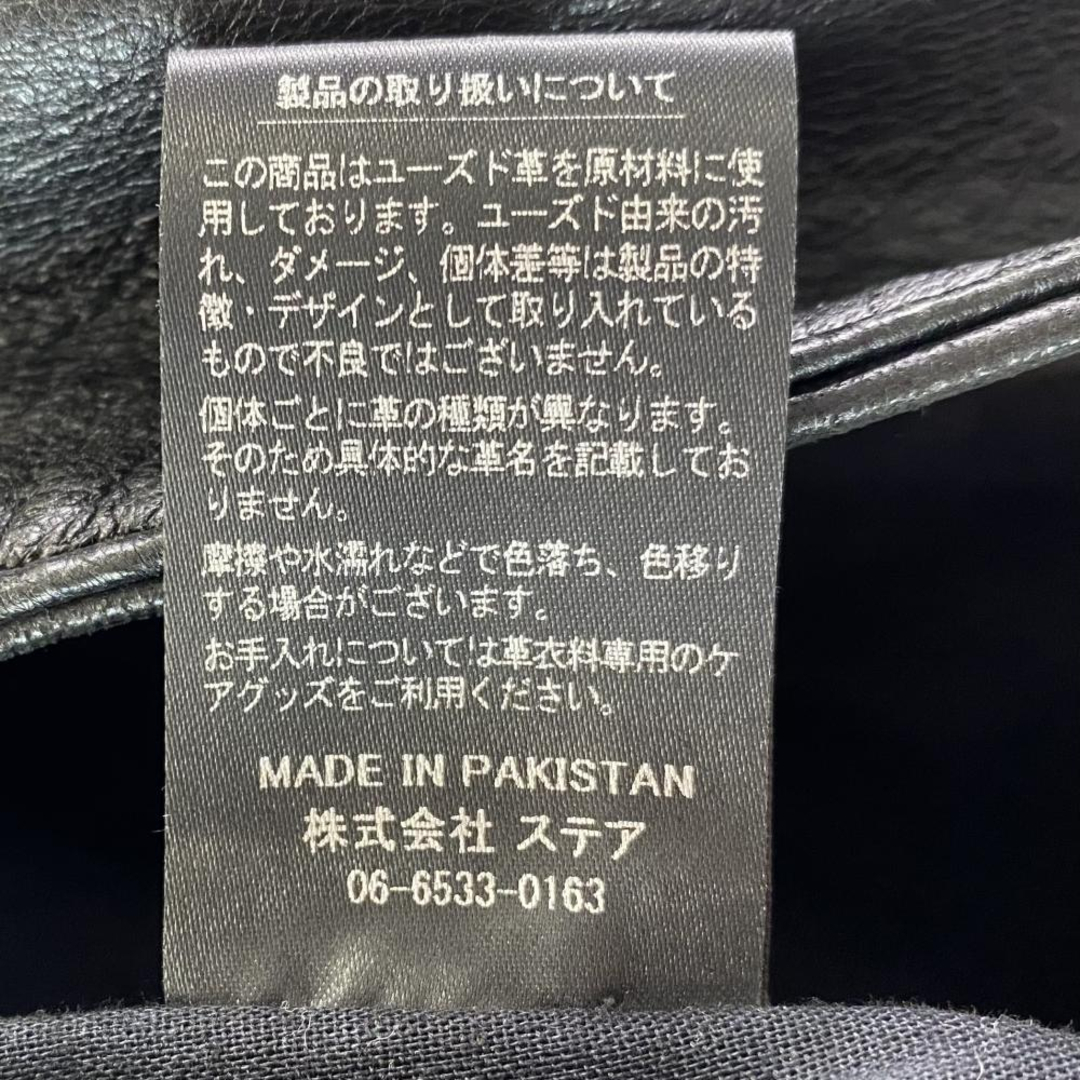 製品の取り扱いについて
この商品はユーズド革を原材料に使
用しております。ユーズド由来の汚
れ、ダメージ、個体差等は製品の特
徴・デザインとして取り入れている
もので不良ではございません。
個体ごとに革の種類が異なります。
そのため具体的な革名を記載してお
りません。
摩擦や水濡れなどで色落ち、色移り
する場合がございます。
お手入れについては革衣料専用のケ
アグッズをご利用ください。
MADE IN PAKISTAN
株式会社 ステア
06-6533-0163